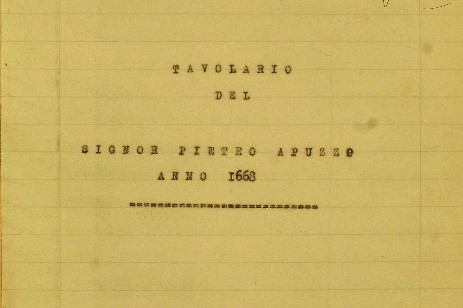 TAVOLARIO
DEL
SIGNOR PIETRO APUZZO
ANNO 1668
===========================